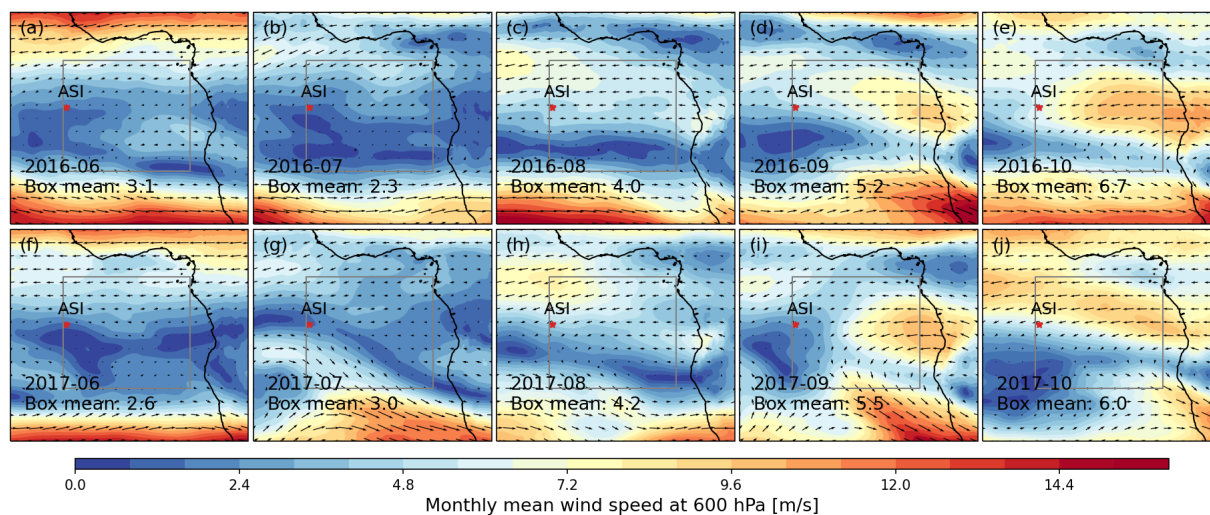 (a)
ASI
2016-06
Box mean: 3.1
(b)
ASI
2016-07
Box mean: 2.3
(c)
ASI
2016-08
Box mean: 4.0
(d)
ASI
2016-09
Box mean: 5.2
(e)
ASI
2016-10
Box mean: 6.7
(f)
ASI
2017-06
Box mean: 2.6
(g)
ASI
2017-07
Box mean: 3.0
(h)
ASI
2017-08
Box mean: 4.2
(i)
ASI
2017-09
Box mean: 5.5
(j)
ASI
2017-10
Box mean: 6.0
0.0 2.4 4.8 7.2 9.6 12.0 14.4
Monthly mean wind speed at 600 hPa [m/s]